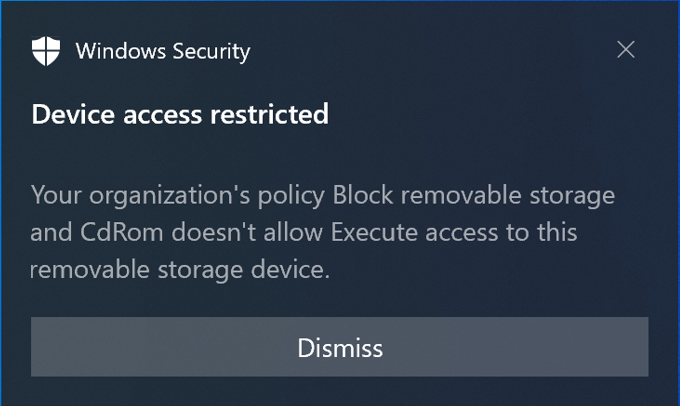 Windows Security
Device access restricted
Your organization's policy Block removable storage
and CdRom doesn't allow Execute access to this
removable storage device.
Dismiss